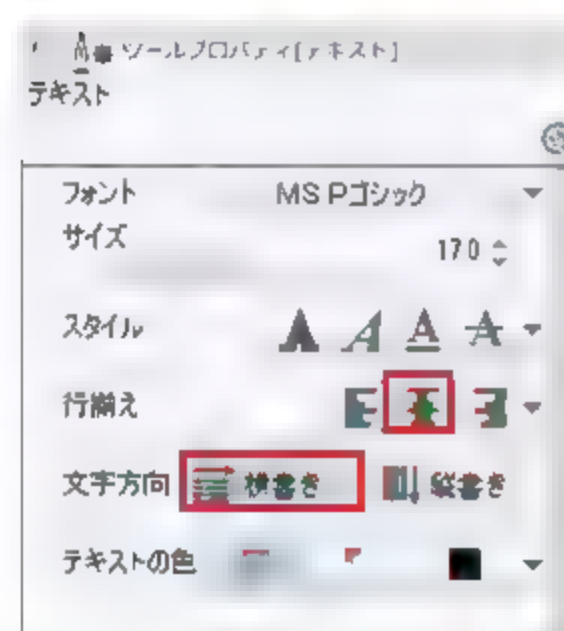 ツールプロパティ[テキスト]
テキスト
フォント MS Pゴシック
サイズ 170
スタイル A A A A
行揃え
文字方向 横書き 縦書き
テキストの色